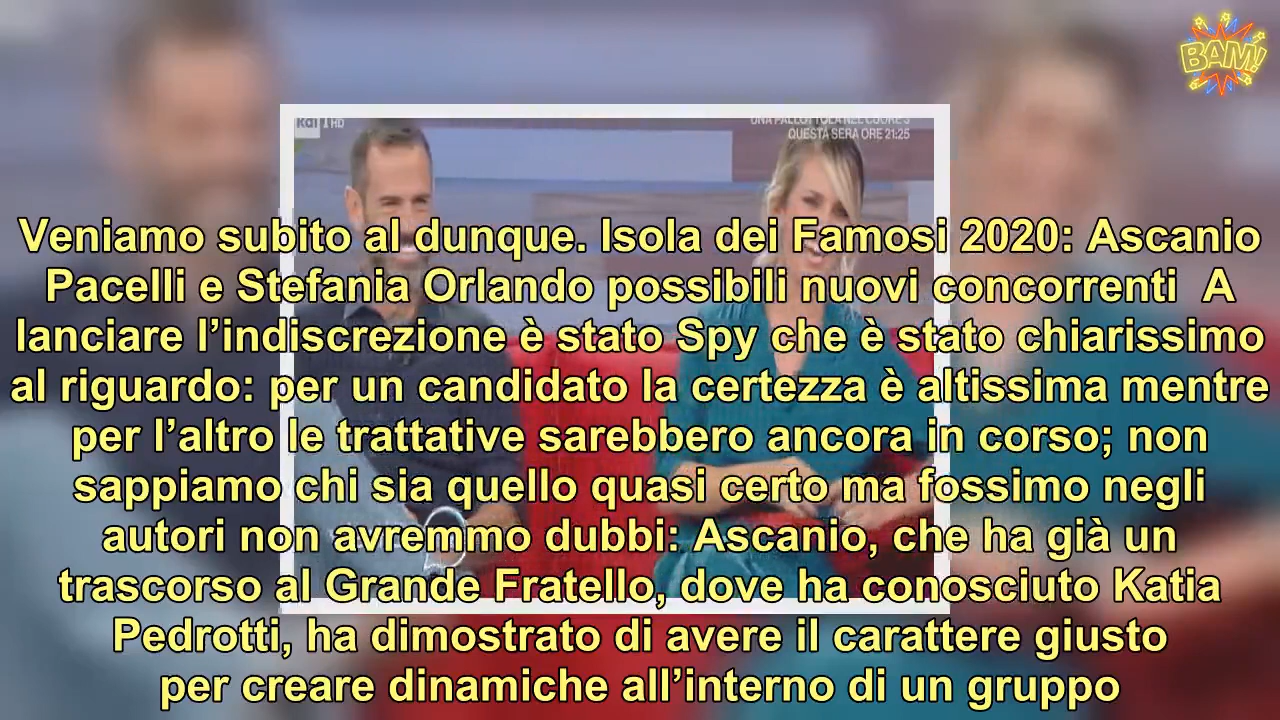 BAM!
Rai 1 HD
UNA PALLOTTOLA NEL CUORE 3
QUESTA SERA ORE 21:25
Veniamo subito al dunque. Isola dei Famosi 2020: Ascanio
Pacelli e Stefania Orlando possibili nuovi concorrenti  A
lanciare l’indiscrezione è stato Spy che è stato chiarissimo
al riguardo: per un candidato la certezza è altissima mentre
per l’altro le trattative sarebbero ancora in corso; non
sappiamo chi sia quello quasi certo ma fossimo negli
autori non avremmo dubbi: Ascanio, che ha già un
trascorso al Grande Fratello, dove ha conosciuto Katia
Pedrotti, ha dimostrato di avere il carattere giusto
per creare dinamiche all’interno di un gruppo